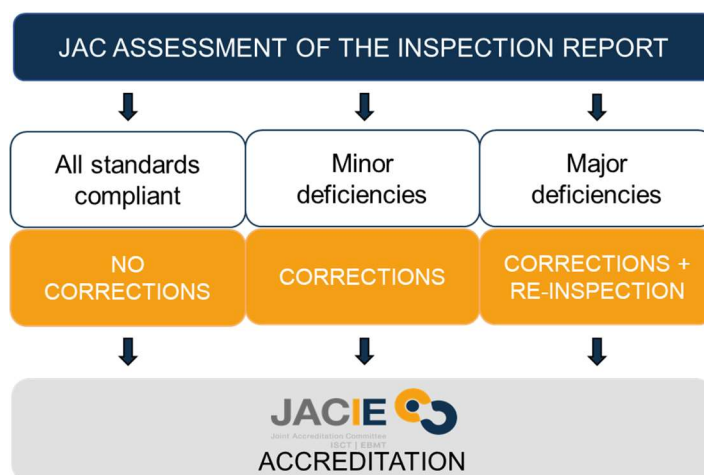 JAC ASSESSMENT OF THE INSPECTION REPORT
All standards
compliant
Minor
deficiencies
Major
deficiencies
NO
CORRECTIONS
CORRECTIONS
CORRECTIONS +
RE-INSPECTION
JACIE
Joint Accreditation Committee
ISCT | EBMT
ACCREDITATION